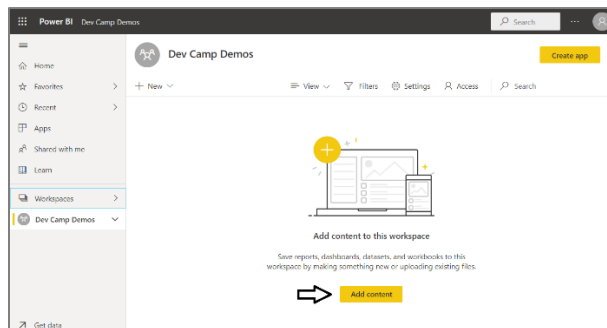 Power BI Dev Camp Demos
Search
Home
Favorites
Recent
Apps
Shared with me
Learn
Workspaces
Dev Camp Demos
Get data
Dev Camp Demos
Create app
New
View
Filters
Settings
Access
Search
Add content to this workspace
Save reports, dashboards, datasets, and workbooks to this
workspace by making something new or uploading existing files.
Add content